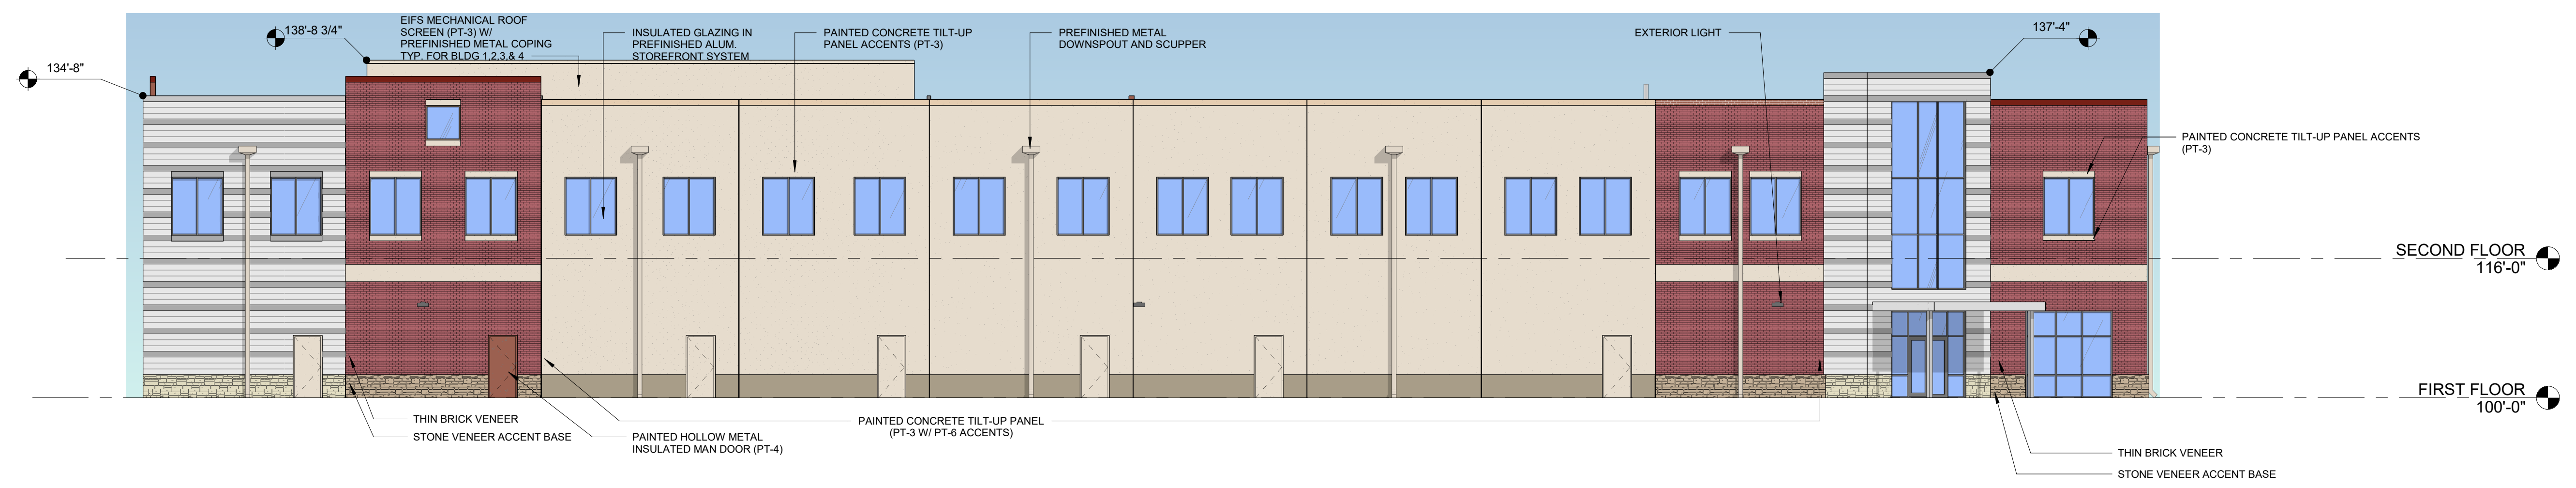 134'-8"
138'-8 3/4"
EIFS MECHANICAL ROOF
SCREEN (PT-3) W/
PREFINISHED METAL COPING
TYP. FOR BLDG 1,2,3,& 4
INSULATED GLAZING IN
PREFINISHED ALUM.
STOREFRONT SYSTEM
PAINTED CONCRETE TILT-UP
PANEL ACCENTS (PT-3)
PREFINISHED METAL
DOWNSPOUT AND SCUPPER
EXTERIOR LIGHT
137'-4"
PAINTED CONCRETE TILT-UP PANEL ACCENTS
(PT-3)
SECOND FLOOR
116'-0"
FIRST FLOOR
100'-0"
THIN BRICK VENEER
STONE VENEER ACCENT BASE
PAINTED HOLLOW METAL
INSULATED MAN DOOR (PT-4)
PAINTED CONCRETE TILT-UP PANEL
(PT-3 W/ PT-6 ACCENTS)
THIN BRICK VENEER
STONE VENEER ACCENT BASE